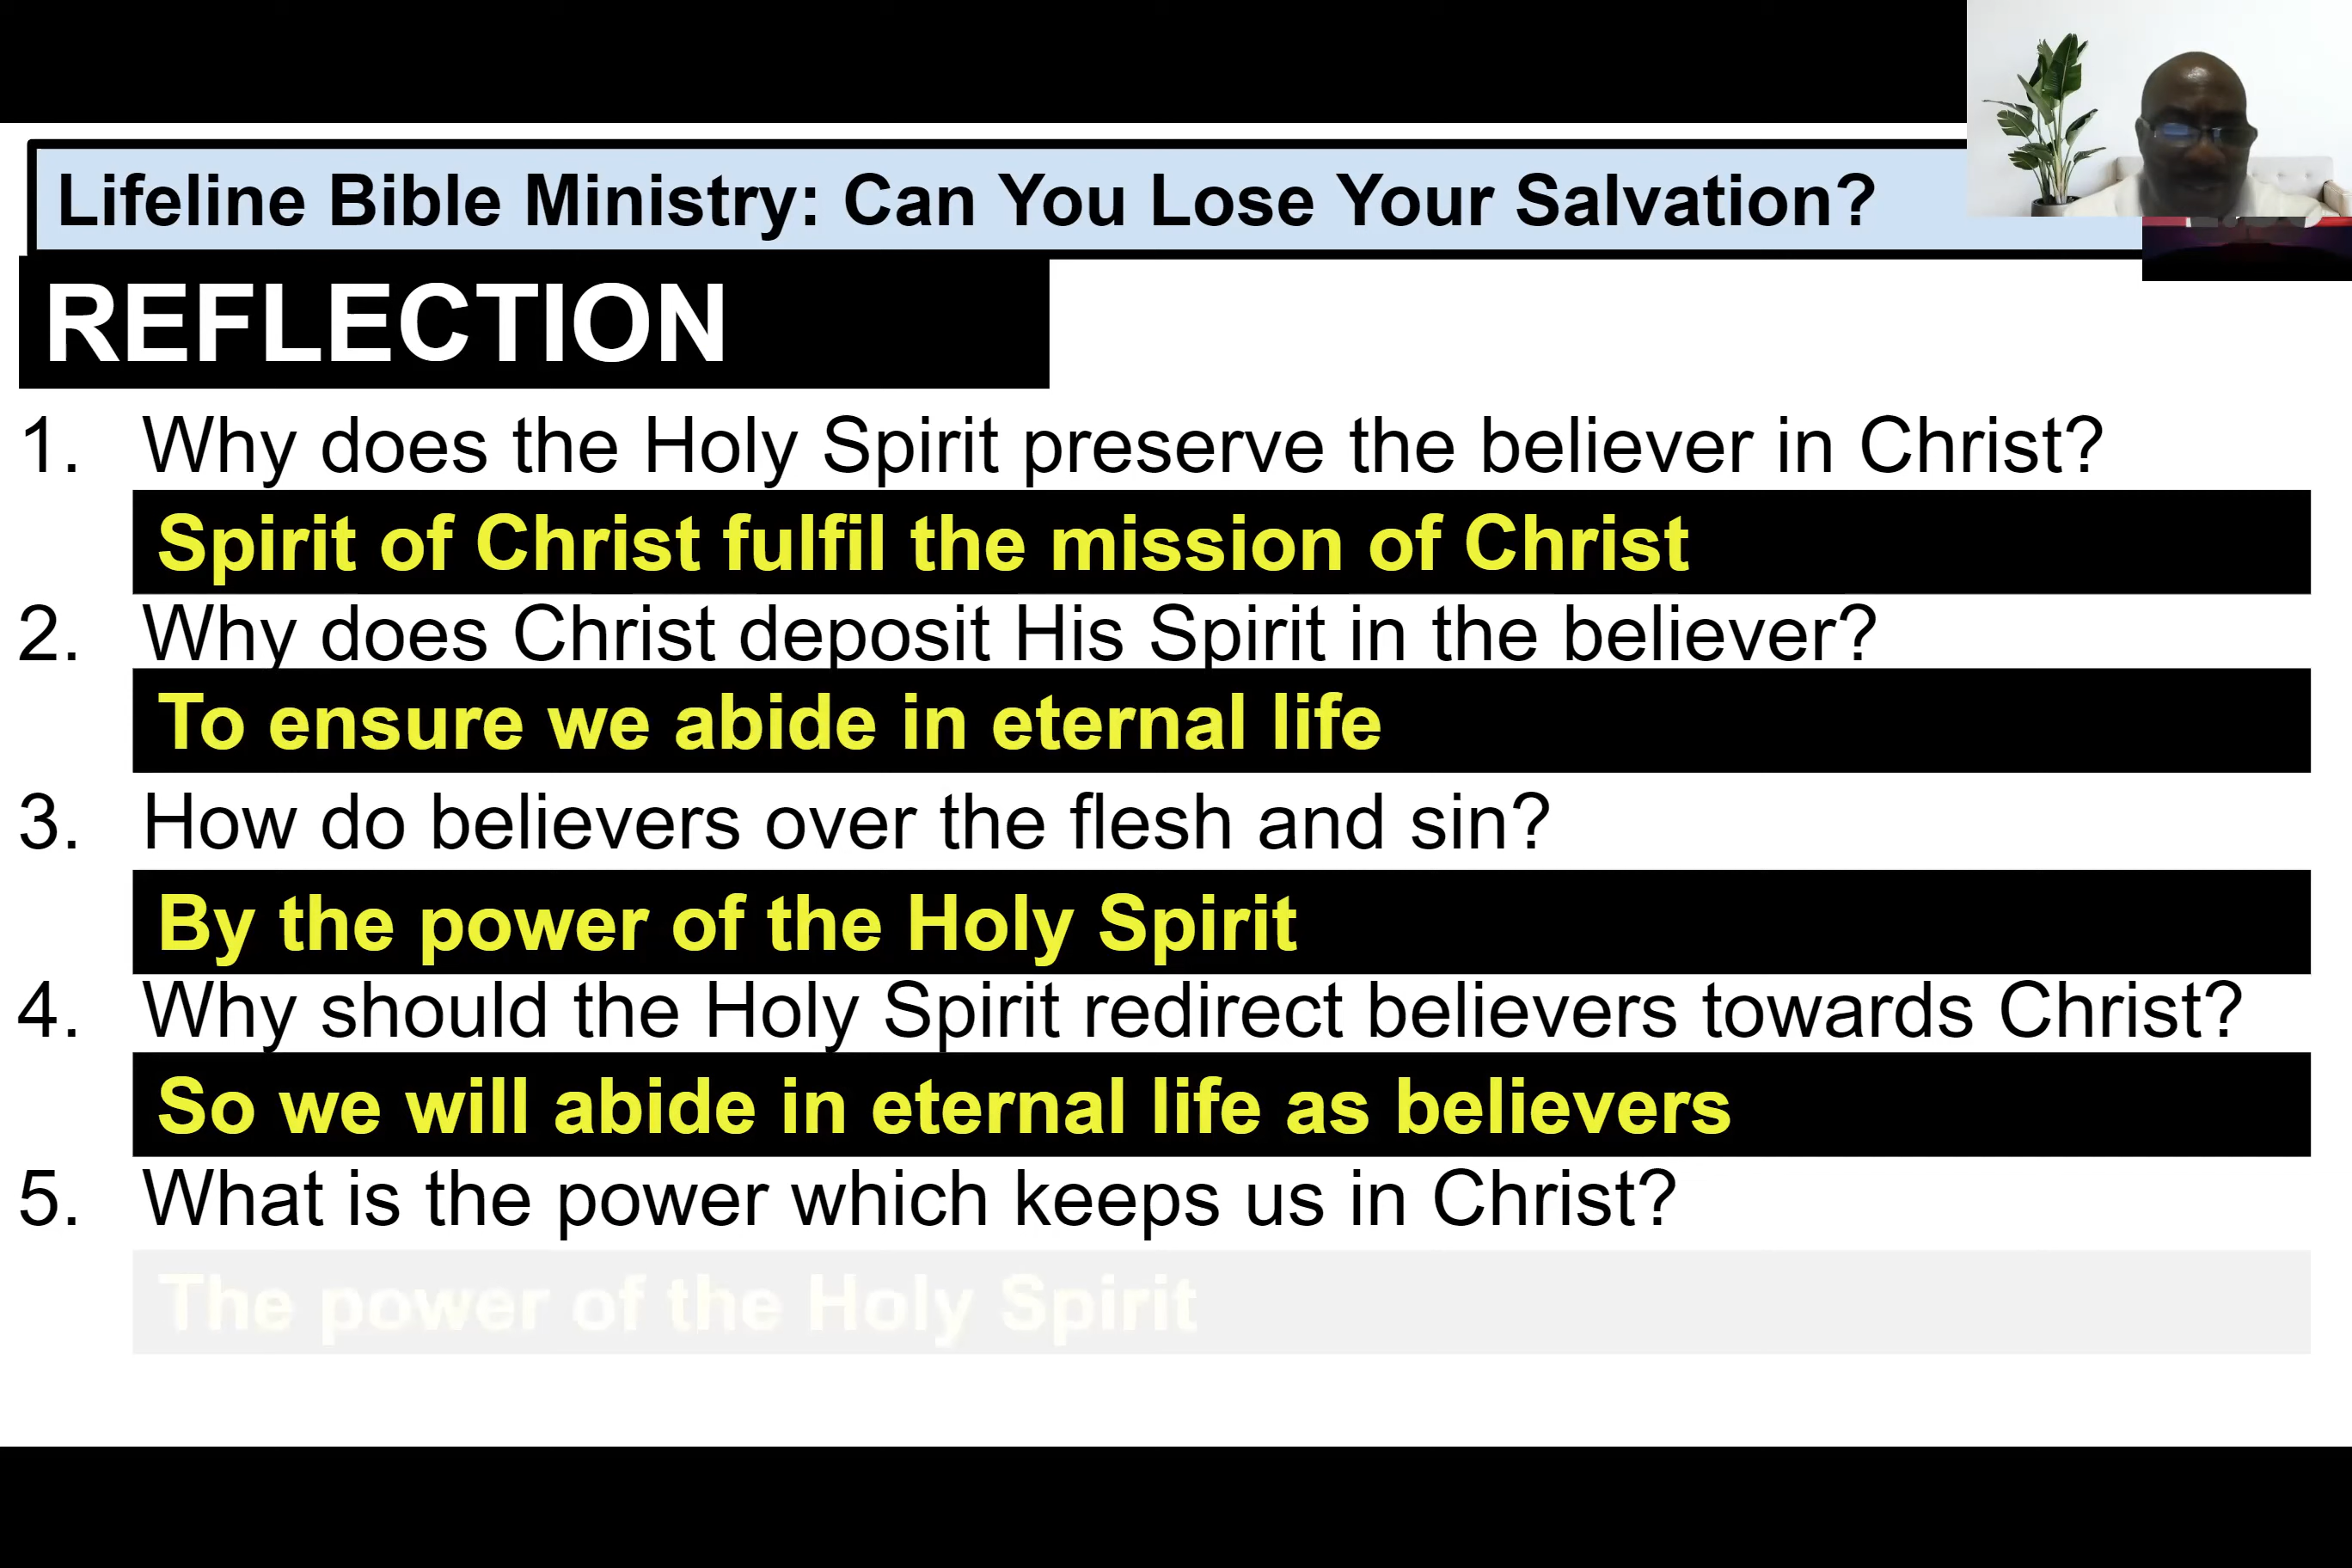 Lifeline Bible Ministry: Can You Lose Your Salvation?
REFLECTION
1. Why does the Holy Spirit preserve the believer in Christ?
Spirit of Christ fulfil the mission of Christ
2. Why does Christ deposit His Spirit in the believer?
To ensure we abide in eternal life
3. How do believers over the flesh and sin?
By the power of the Holy Spirit
4. Why should the Holy Spirit redirect believers towards Christ?
So we will abide in eternal life as believers
5. What is the power which keeps us in Christ?
The power of the Holy Spirit